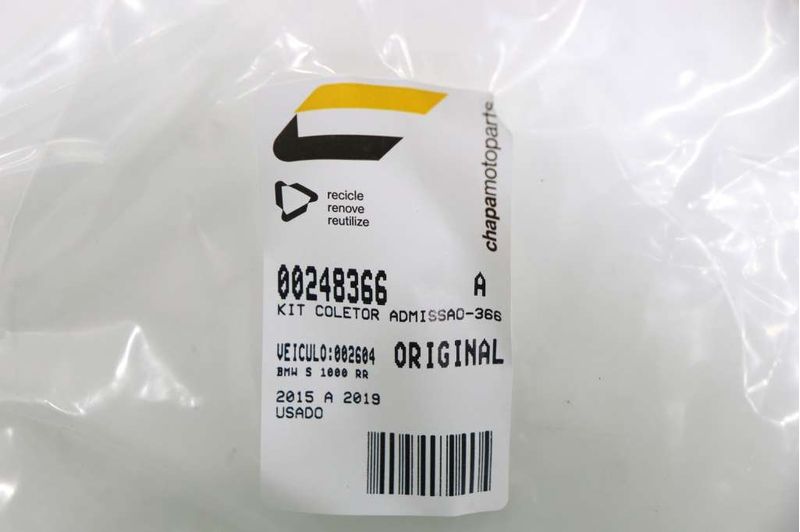 recicle
renove
reutilize
chapamotoparts
00248366 A
KIT COLETOR ADMISSAO-366
VEICULO:002604 ORIGINAL
BMW S 1000 RR
2015 A 2019
USADO